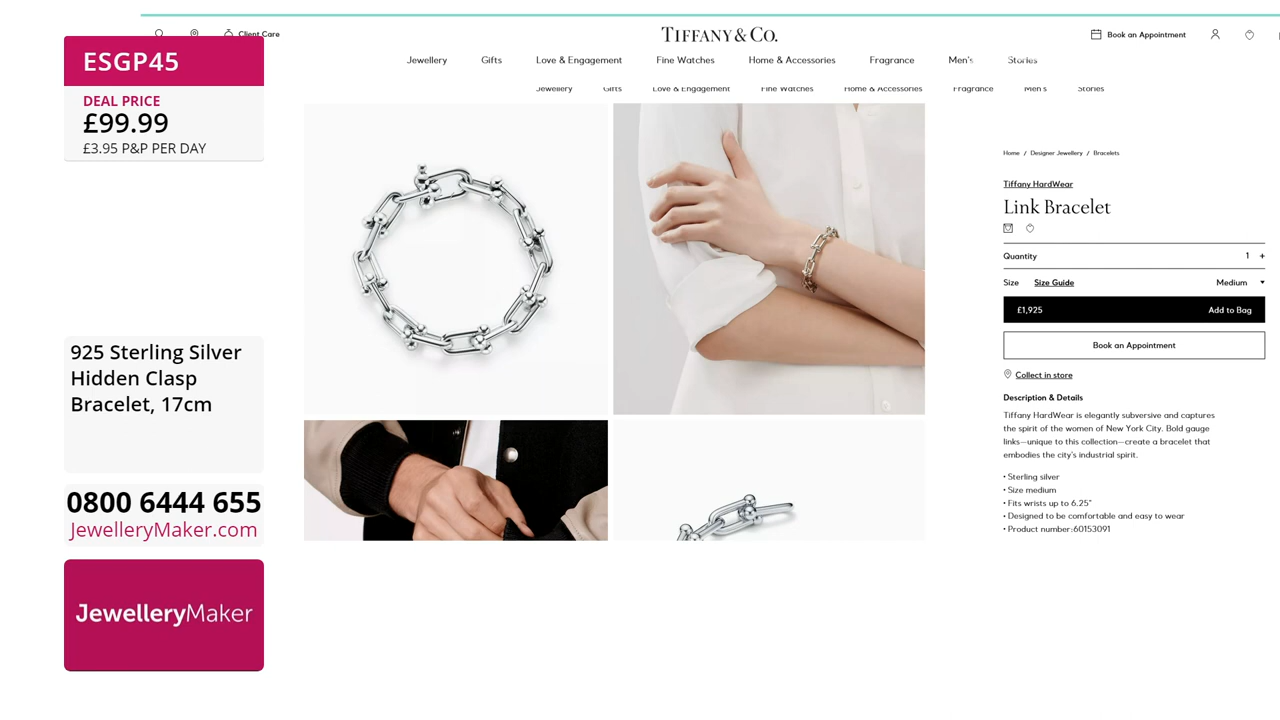 ESGP45
DEAL PRICE
£99.99
£3.95 P&P PER DAY
925 Sterling Silver
Hidden Clasp
Bracelet, 17cm
0800 6444 655
JewelleryMaker.com
JewelleryMaker
Client Care
TIFFANY & CO.
Book an Appointment
Jewellery Gifts Love & Engagement Fine Watches Home & Accessories Fragrance Men's Stories
Jewellery Gifts Love & Engagement Fine Watches Home & Accessories Fragrance Men's Stories
Home / Designer Jewellery / Bracelets
Tiffany HardWear
Link Bracelet
Quantity 1 +
Size Size Guide Medium
£1,925 Add to Bag
Book an Appointment
Collect in store
Description & Details
Tiffany HardWear is elegantly subversive and captures
the spirit of the women of New York City. Bold gauge
links—unique to this collection—create a bracelet that
embodies the city's industrial spirit.
• Sterling silver
• Size medium
• Fits wrists up to 6.25"
• Designed to be comfortable and easy to wear
• Product number:60153091